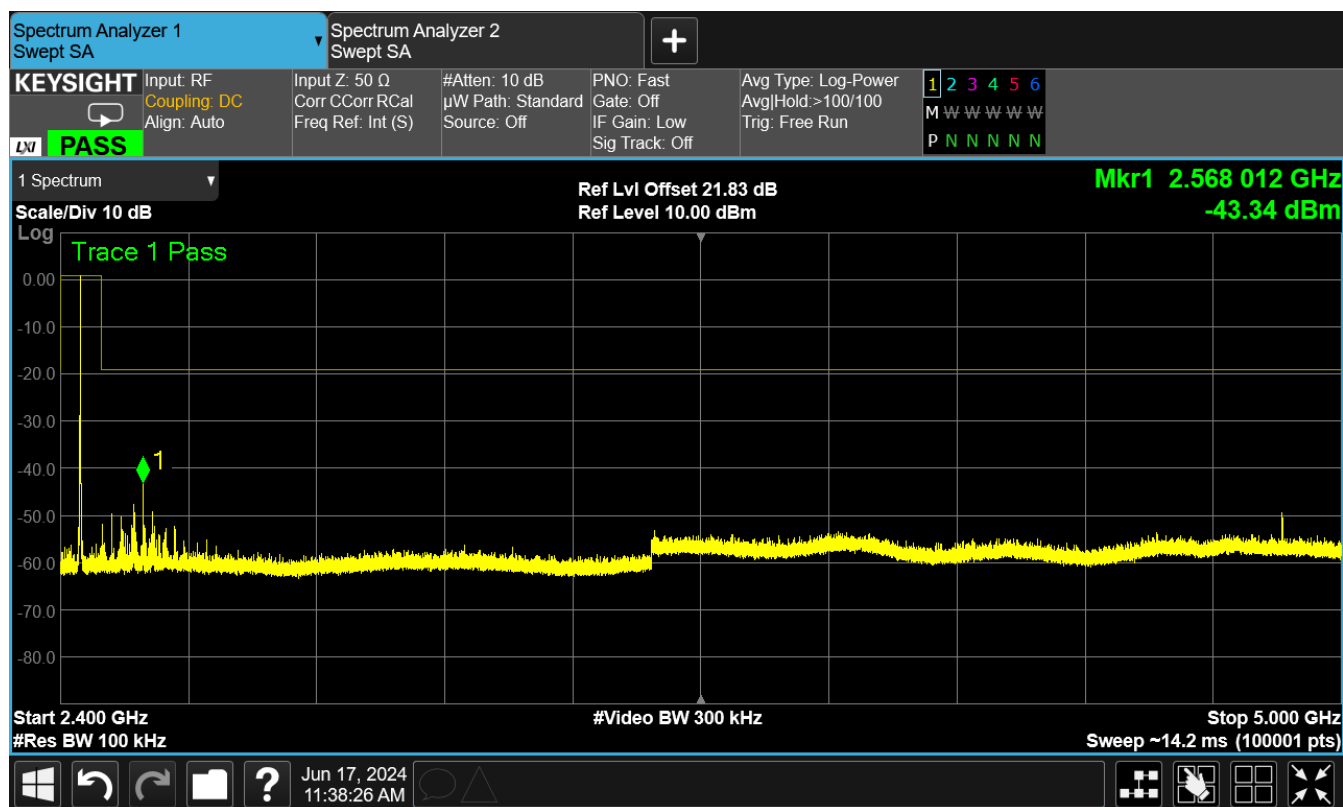 Spectrum Analyzer 1
Swept SA
▼
Spectrum Analyzer 2
Swept SA
+
KEYSIGHT
LXI PASS
Input: RF
Coupling: DC
Align: Auto
Input Z: 50 Ω
Corr CCorr RCal
Freq Ref: Int (S)
#Atten: 10 dB
µW Path: Standard
Source: Off
PNO: Fast
Gate: Off
IF Gain: Low
Sig Track: Off
Avg Type: Log-Power
Avg|Hold:>100/100
Trig: Free Run
1 2 3 4 5 6
M W W W W W
P N N N N N
1 Spectrum ▼
Scale/Div 10 dB
Log
Ref Lvl Offset 21.83 dB
Ref Level 10.00 dBm
Mkr1 2.568 012 GHz
-43.34 dBm
Trace 1 Pass
0.00
-10.0
-20.0
-30.0
-40.0
-50.0
-60.0
-70.0
-80.0
1
Start 2.400 GHz
#Res BW 100 kHz
#Video BW 300 kHz
Stop 5.000 GHz
Sweep ~14.2 ms (100001 pts)
?
Jun 17, 2024
11:38:26 AM